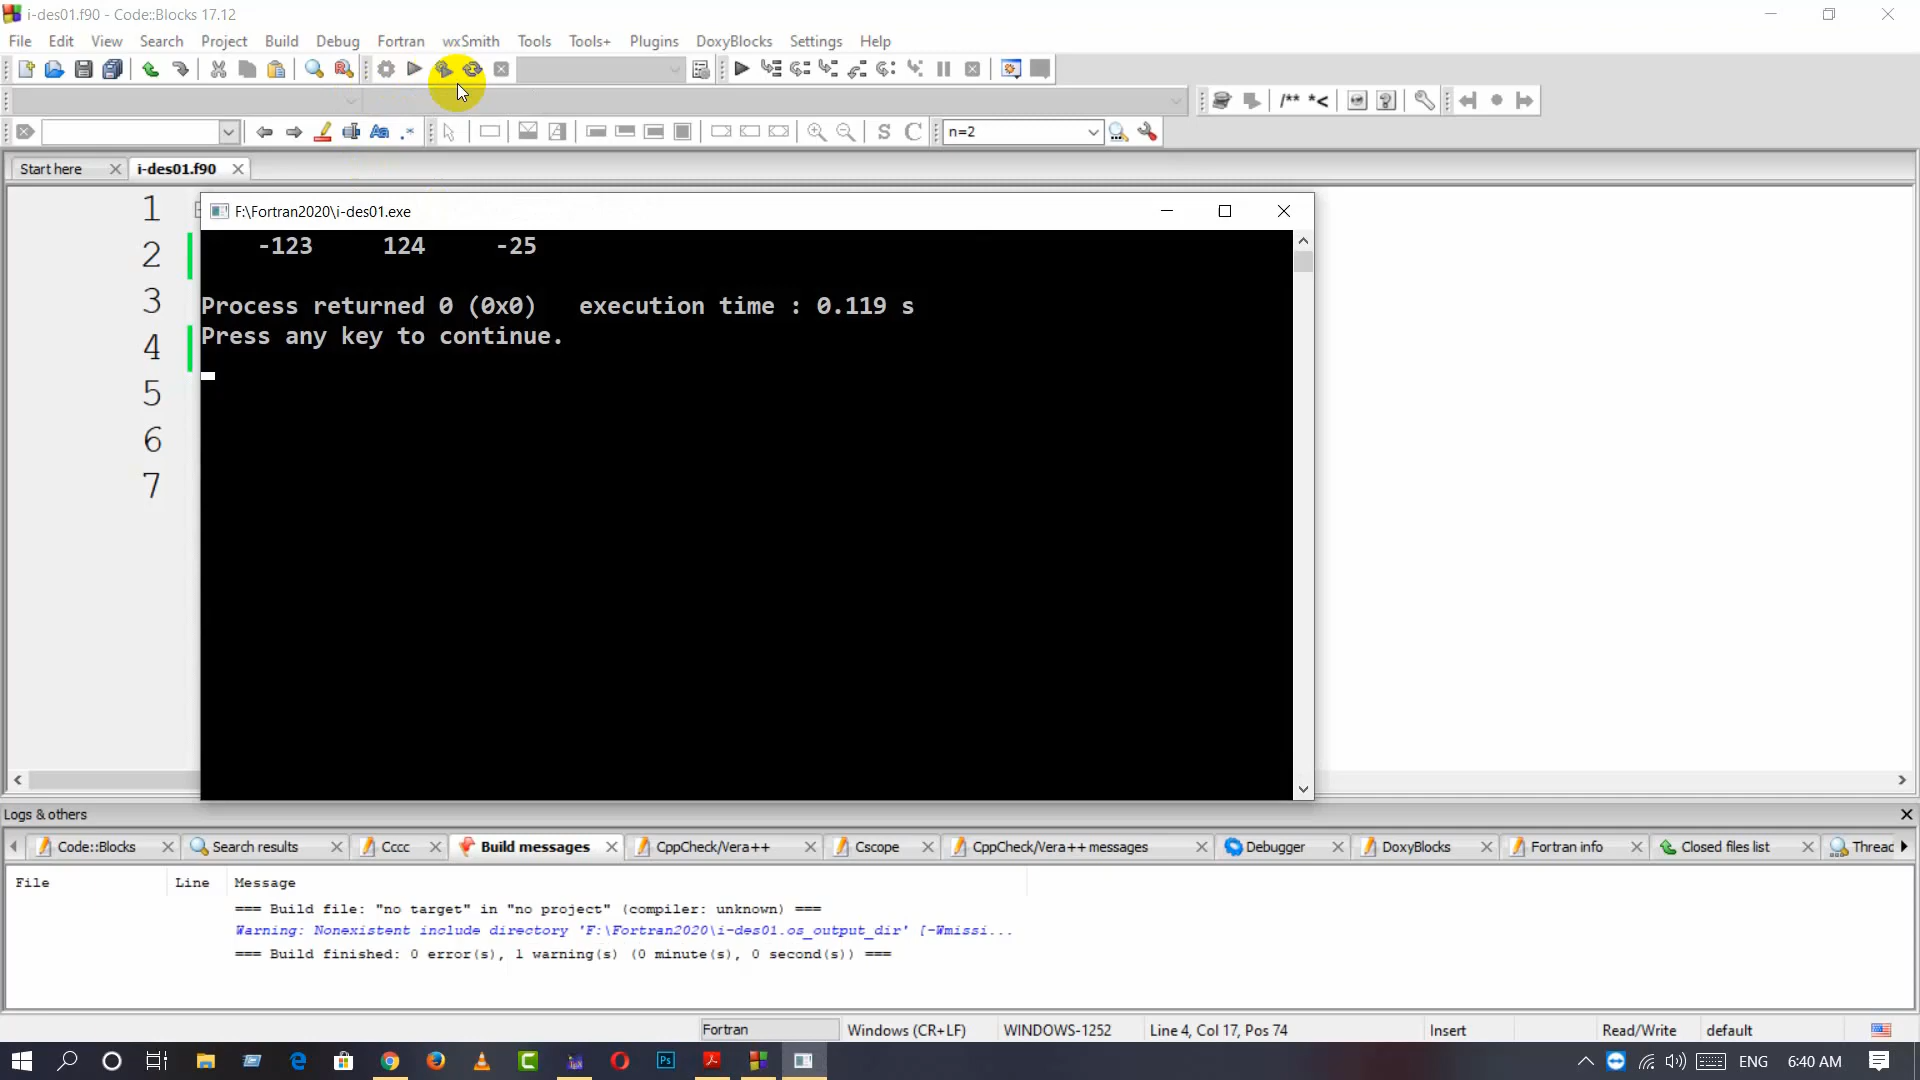 i-des01.f90 - Code::Blocks 17.12
File Edit View Search Project Build Debug Fortran wxSmith Tools Tools+ Plugins DoxyBlocks Settings Help
/** *<
.* S C n=2
Start here i-des01.f90
1
2
3
4
5
6
7
F:\Fortran2020\i-des01.exe
-123 124 -25
Process returned 0 (0x0) execution time : 0.119 s
Press any key to continue.
Logs & others
Code::Blocks Search results Cccc Build messages CppCheck/Vera++ Cscope CppCheck/Vera++ messages Debugger DoxyBlocks Fortran info Closed files list Threac
File Line Message
=== Build file: "no target" in "no project" (compiler: unknown) ===
Warning: Nonexistent include directory 'F:\Fortran2020\i-des01.os_output_dir' [-Wmissi...
=== Build finished: 0 error(s), 1 warning(s) (0 minute(s), 0 second(s)) ===
Fortran Windows (CR+LF) WINDOWS-1252 Line 4, Col 17, Pos 74 Insert Read/Write default
ENG 6:40 AM